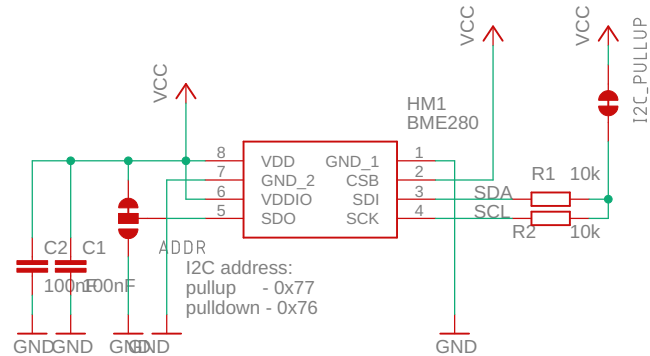 VCC
VCC
VCC
I2C_PULLUP
HM1
BME280
8
VDD
GND_1
1
7
GND_2
CSB
2
6
VDDIO
SDI
3
5
SDO
SCK
4
SDA
SCL
R1
10k
R2
10k
C2
C1
100nF
100nF
ADDR
I2C address:
pullup - 0x77
pulldown - 0x76
GND
GND
GND
GND
GND